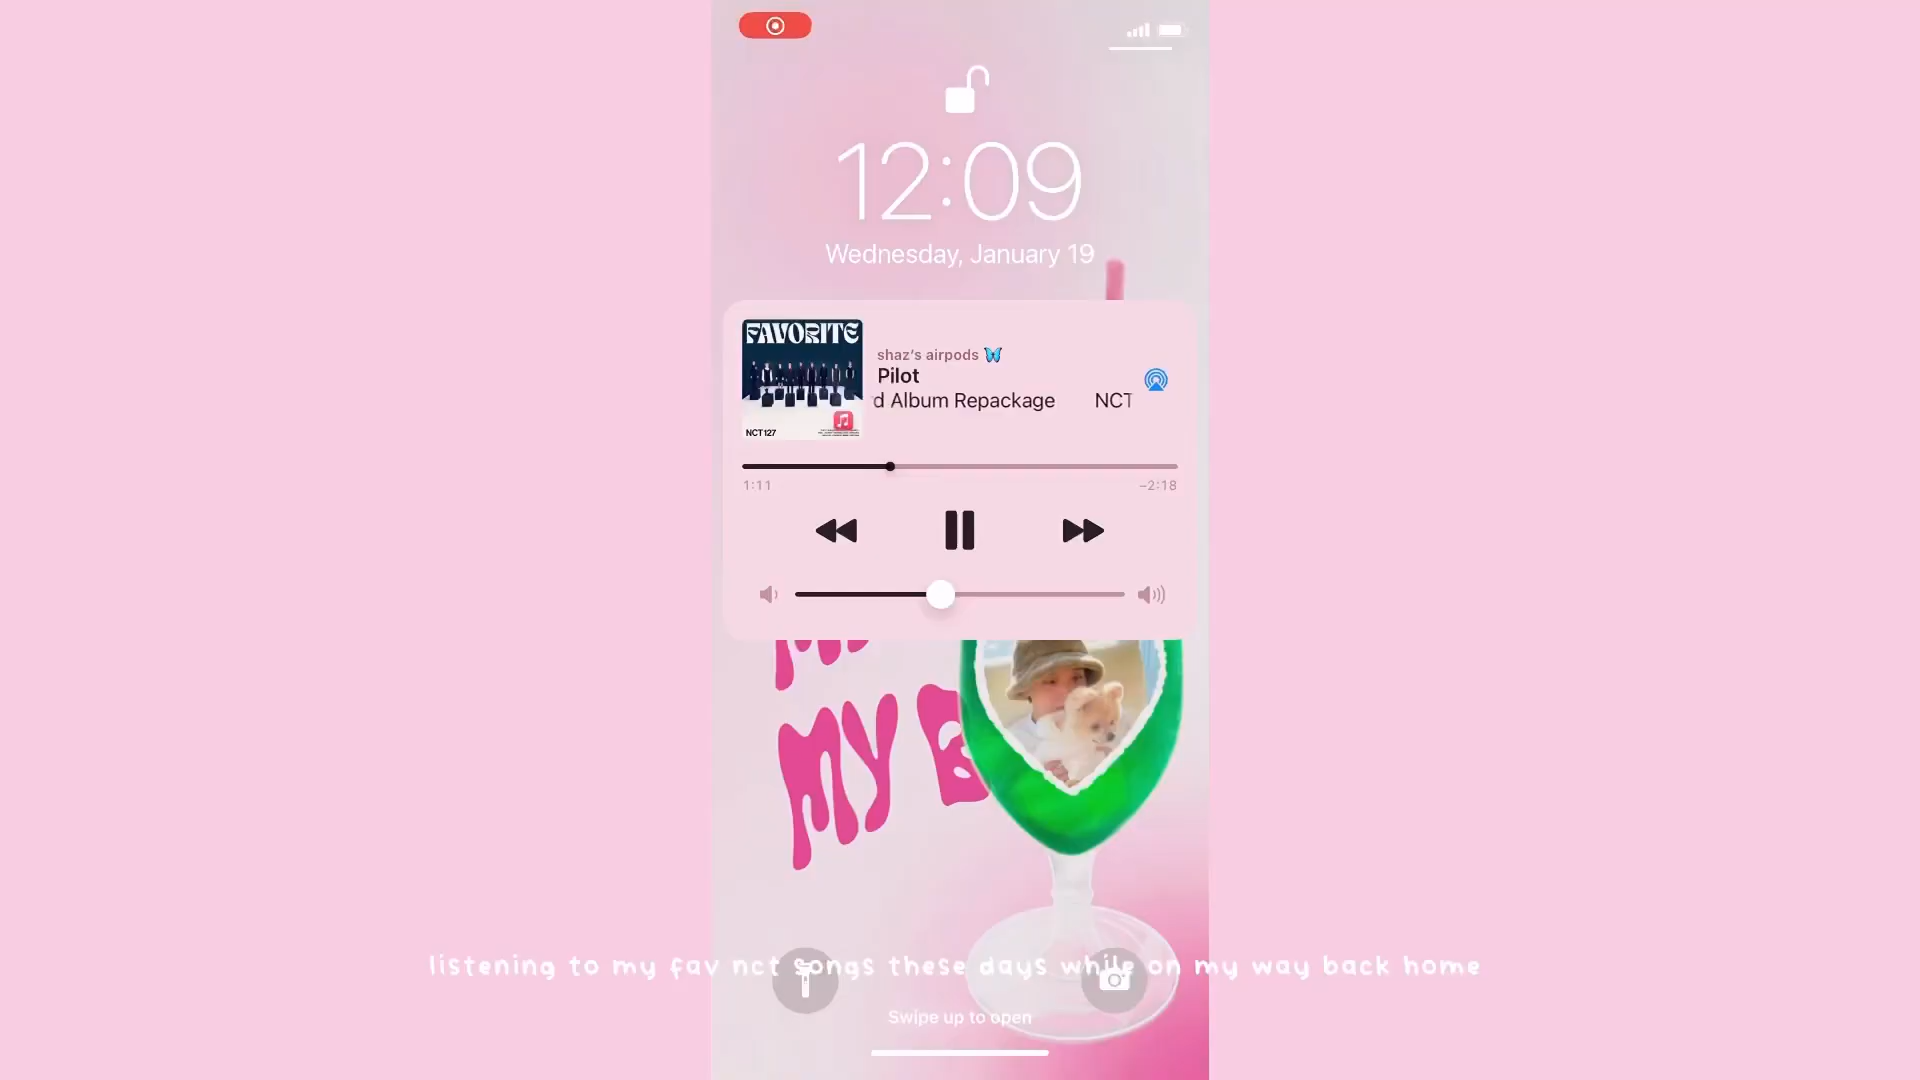 12:09
Wednesday, January 19
FAVORITE
NCT 127
shaz's airpods 🦋
Pilot
d Album Repackage NCT
1:11
-2:18
MY B
listening to my fav nct songs these days while on my way back home
Swipe up to open